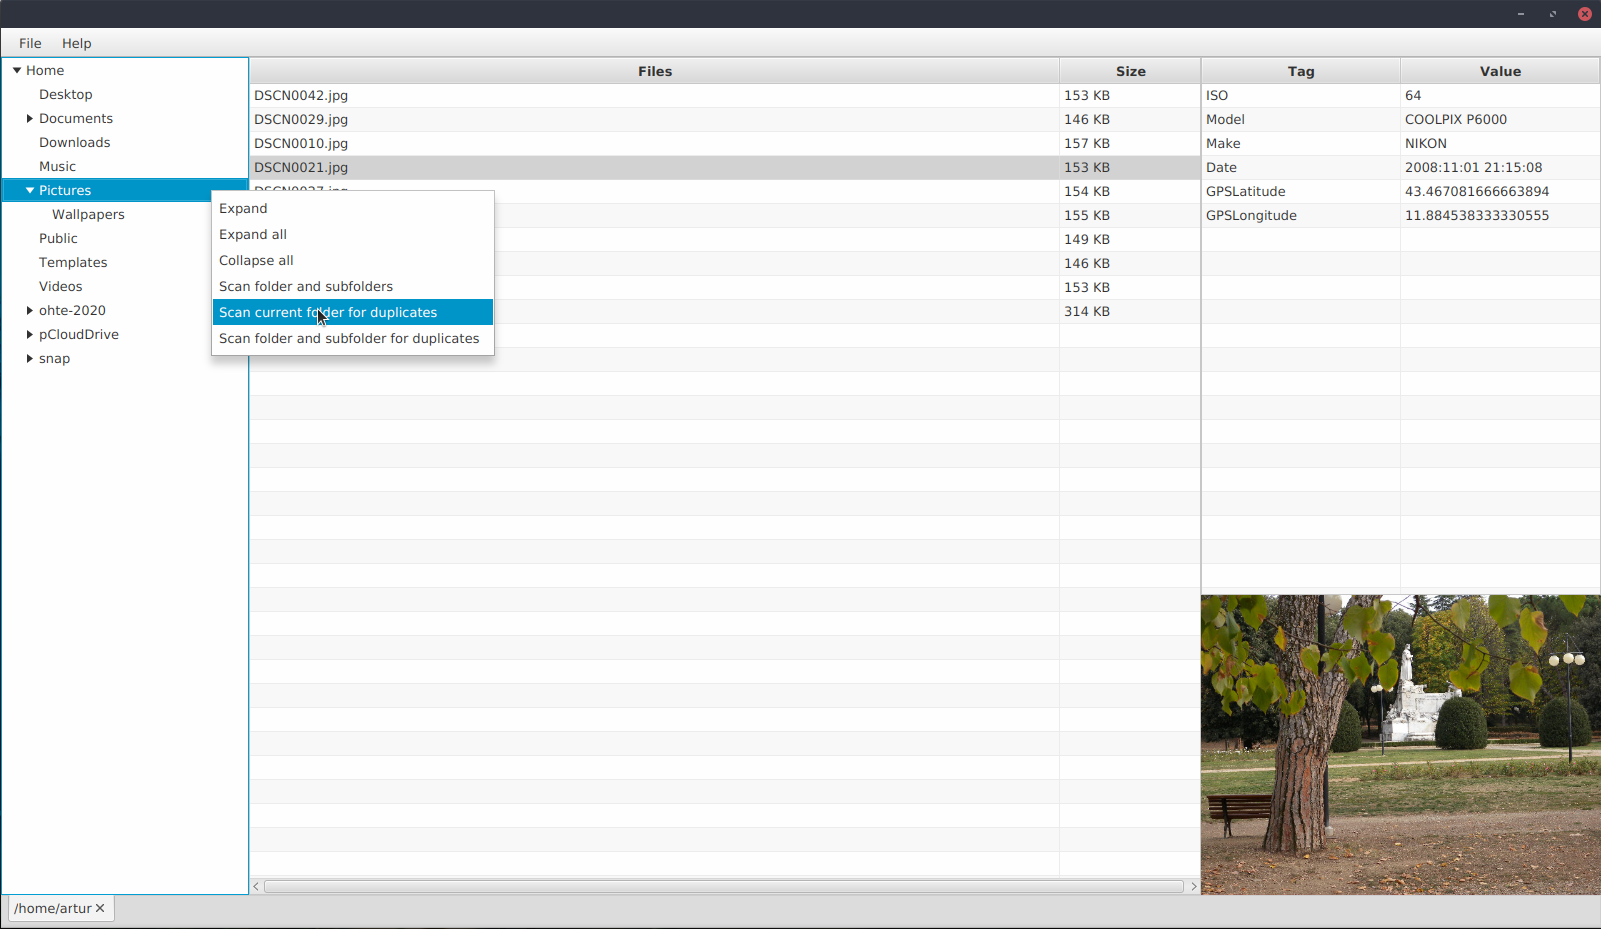 File Help
Home
Desktop
Documents
Downloads
Music
Pictures
Wallpapers
Public
Templates
Videos
ohte-2020
pCloudDrive
snap
Files Size
DSCN0042.jpg 153 KB
DSCN0029.jpg 146 KB
DSCN0010.jpg 157 KB
DSCN0021.jpg 153 KB
154 KB
155 KB
149 KB
146 KB
153 KB
314 KB
Expand
Expand all
Collapse all
Scan folder and subfolders
Scan current folder for duplicates
Scan folder and subfolder for duplicates
Tag Value
ISO 64
Model COOLPIX P6000
Make NIKON
Date 2008:11:01 21:15:08
GPSLatitude 43.467081666663894
GPSLongitude 11.884538333330555
/home/artur